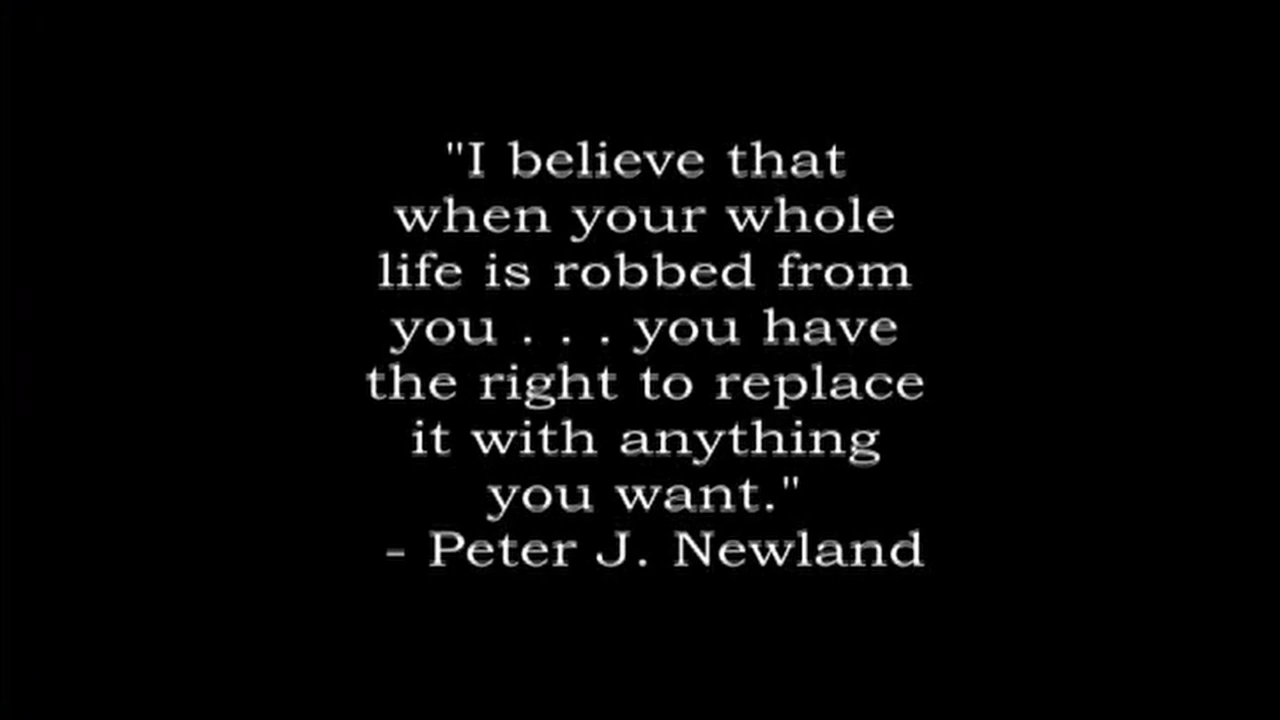 "I believe that
when your whole
life is robbed from
you . . . you have
the right to replace
it with anything
you want."
- Peter J. Newland